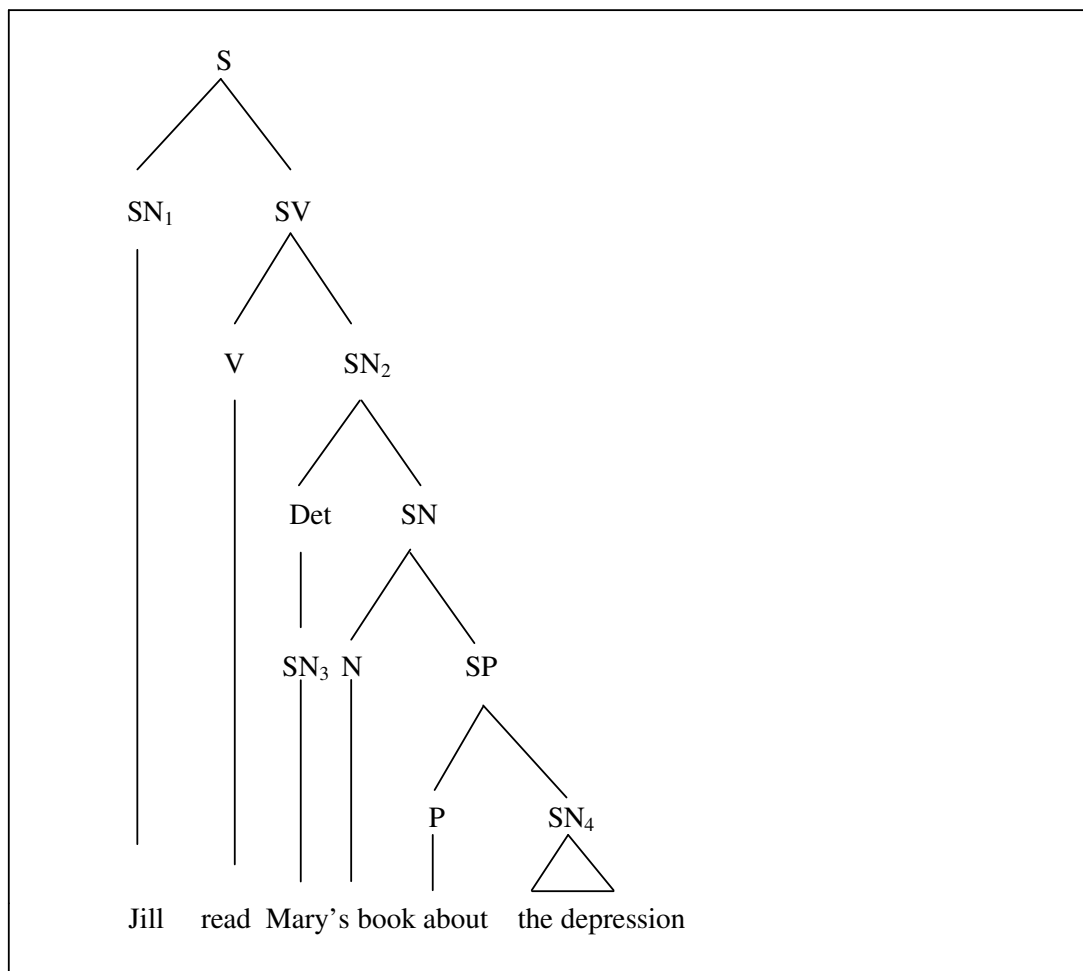 S
SN₁ SV
V SN₂
Det SN
SN₃ N SP
P SN₄
Jill read Mary’s book about the depression